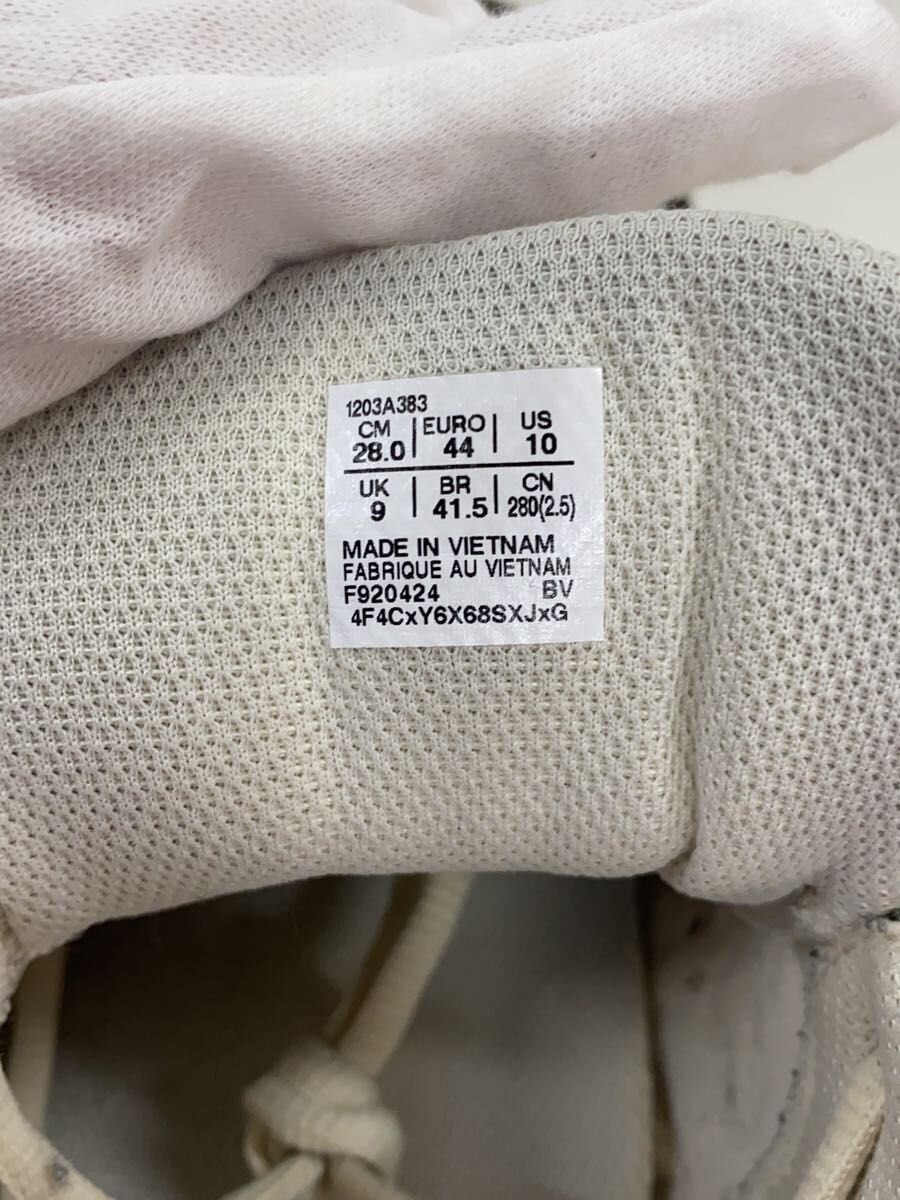 1203A383
CM | EURO | US
28.0 | 44 | 10
UK | BR | CN
9 | 41.5 | 280(2.5)
MADE IN VIETNAM
FABRIQUE AU VIETNAM
F920424 BV
4F4CxY6X68SXJxG